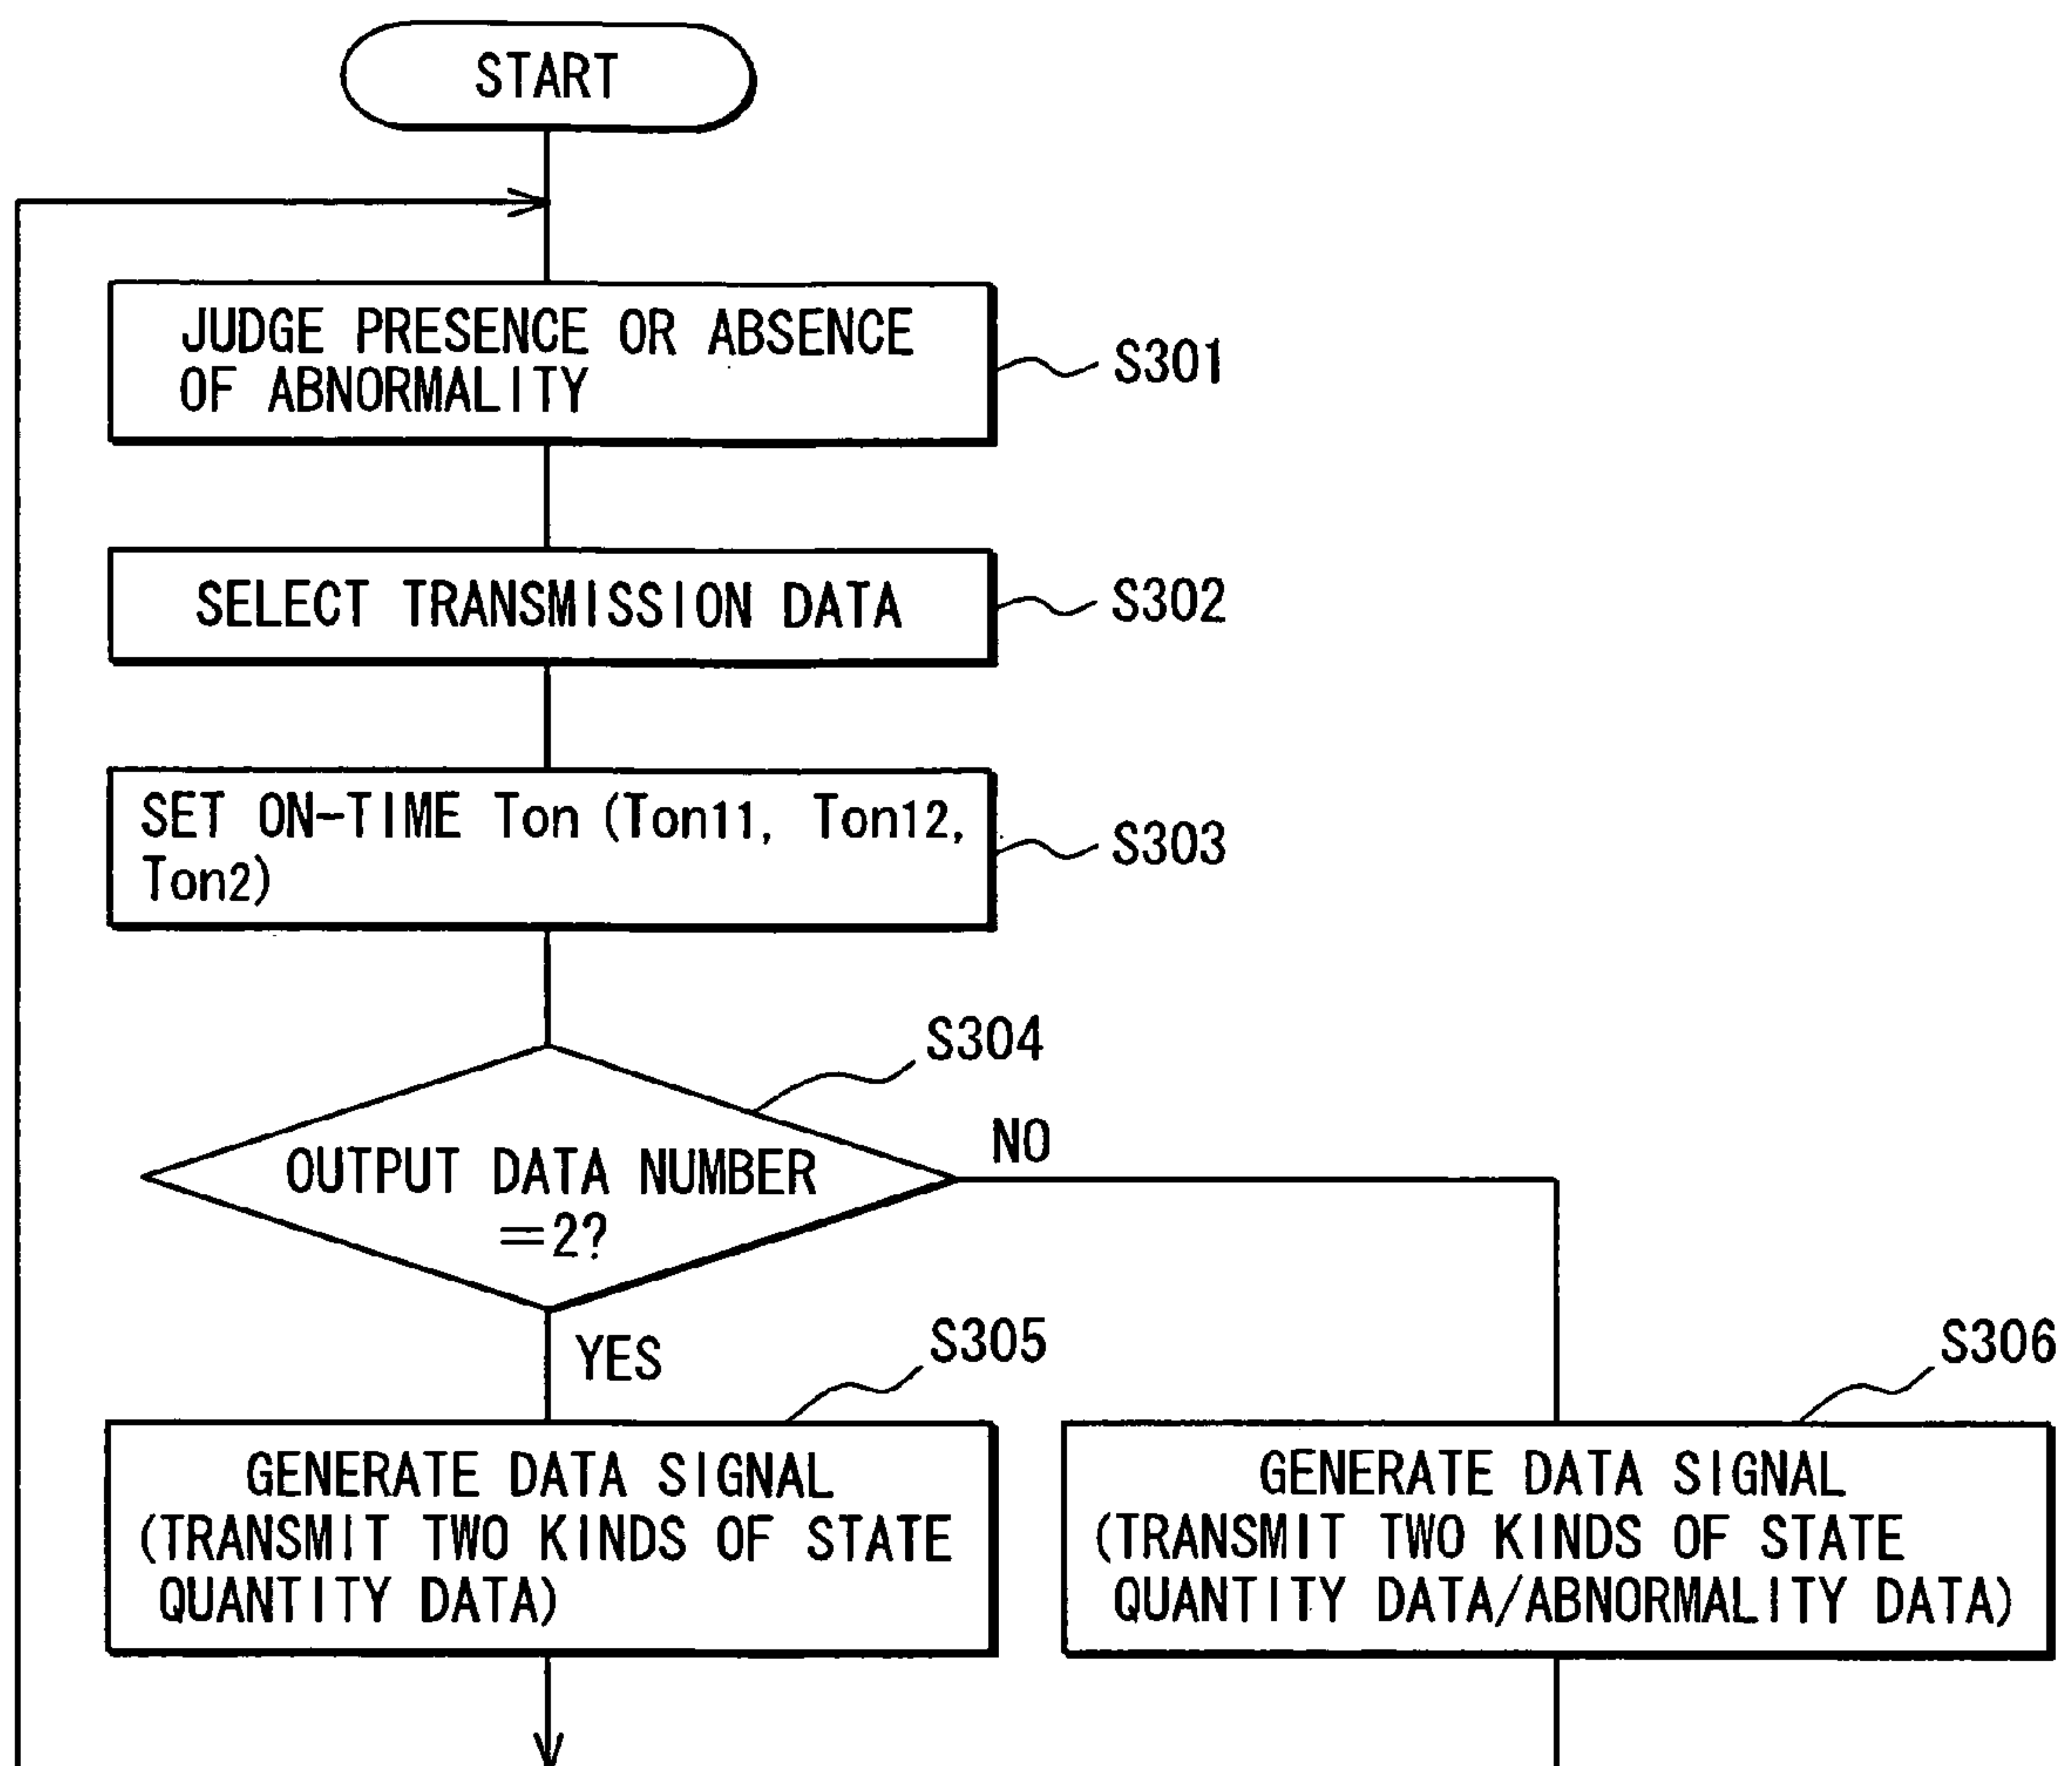 START
JUDGE PRESENCE OR ABSENCE
OF ABNORMALITY
S301
SELECT TRANSMISSION DATA
S302
SET ON-TIME Ton (Ton11, Ton12,
Ton2)
S303
S304
OUTPUT DATA NUMBER
=2?
NO
YES
S305
GENERATE DATA SIGNAL
(TRANSMIT TWO KINDS OF STATE
QUANTITY DATA)
S306
GENERATE DATA SIGNAL
(TRANSMIT TWO KINDS OF STATE
QUANTITY DATA/ABNORMALITY DATA)